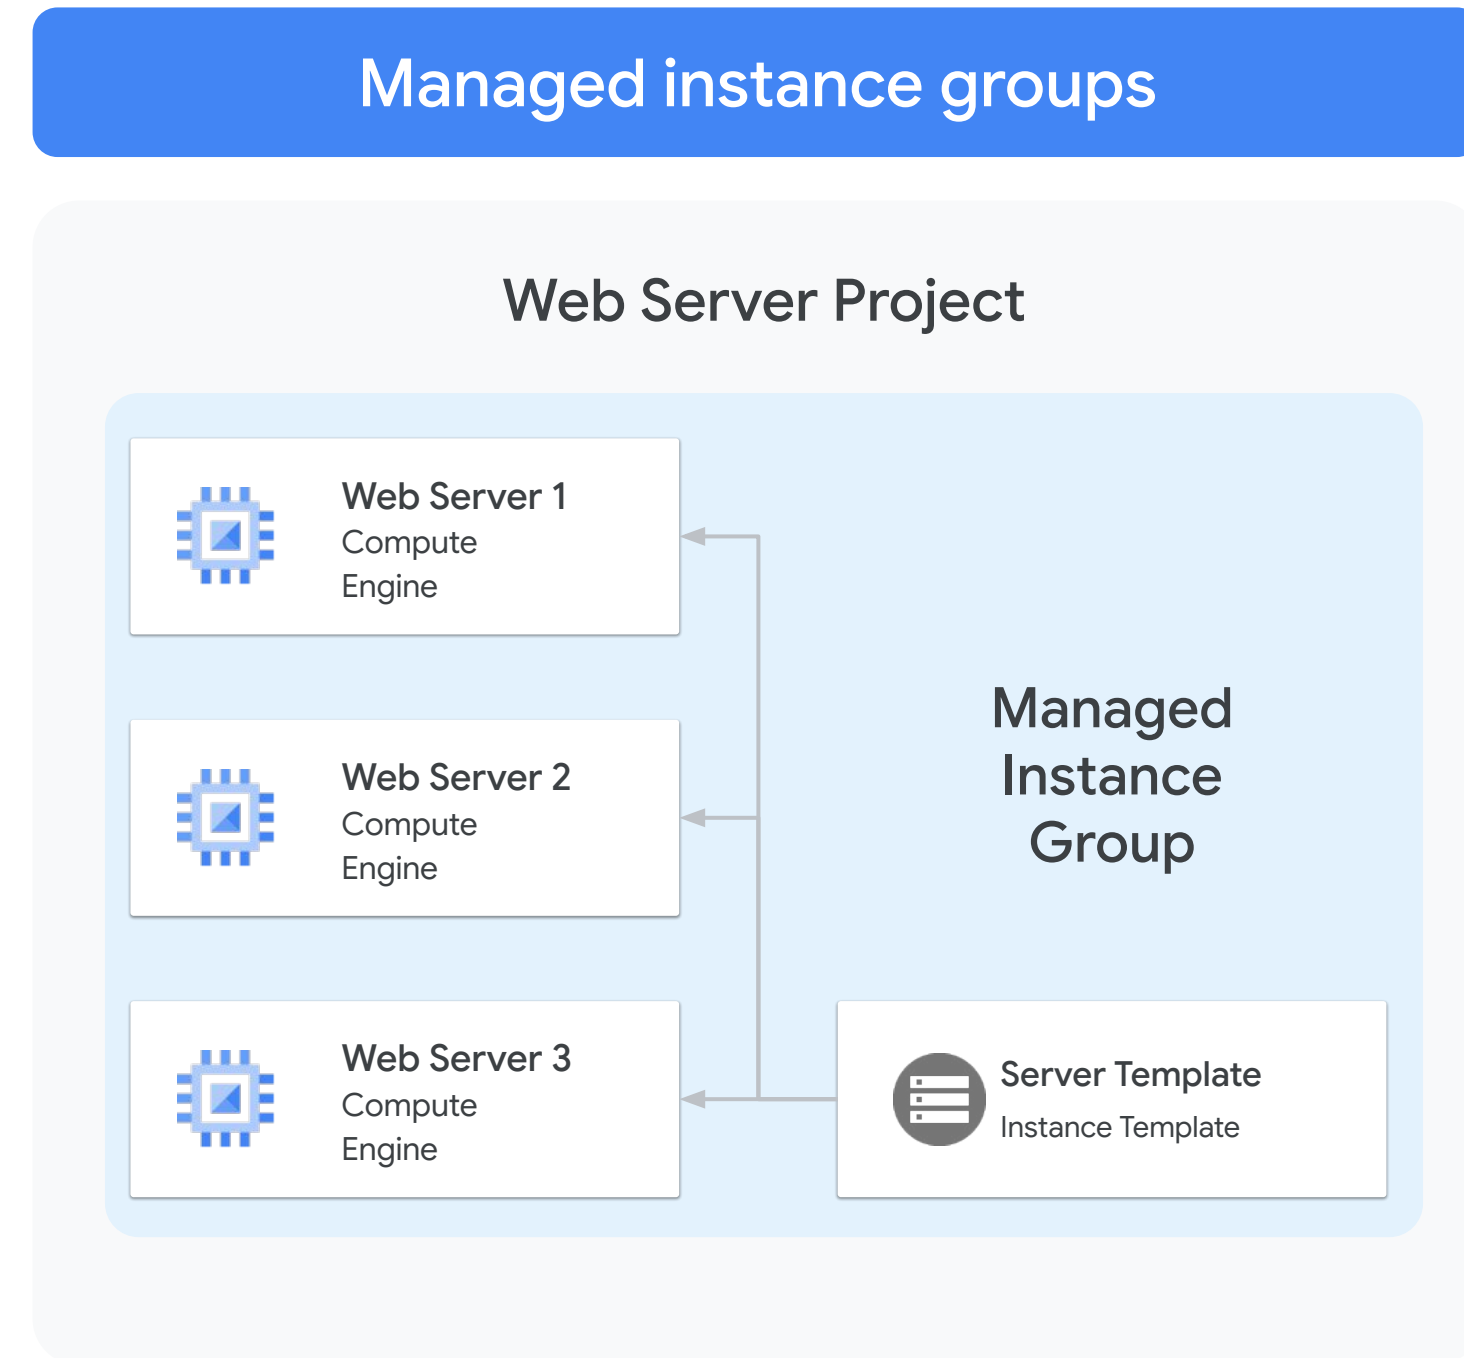 Managed instance groups
Web Server Project
Web Server 1
Compute
Engine
Web Server 2
Compute
Engine
Managed
Instance
Group
Web Server 3
Compute
Engine
Server Template
Instance Template